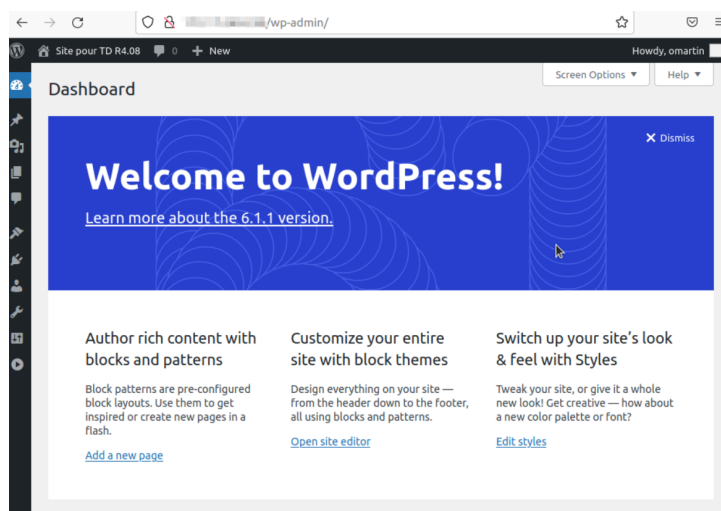 /wp-admin/
Site pour TD R4.08 0 + New Howdy, omartin
Screen Options ▼ Help ▼
Dashboard
Dismiss
Welcome to WordPress!
Learn more about the 6.1.1 version.
Author rich content with
blocks and patterns
Block patterns are pre-configured
block layouts. Use them to get
inspired or create new pages in a
flash.
Add a new page
Customize your entire
site with block themes
Design everything on your site —
from the header down to the footer,
all using blocks and patterns.
Open site editor
Switch up your site’s look
& feel with Styles
Tweak your site, or give it a whole
new look! Get creative — how about
a new color palette or font?
Edit styles